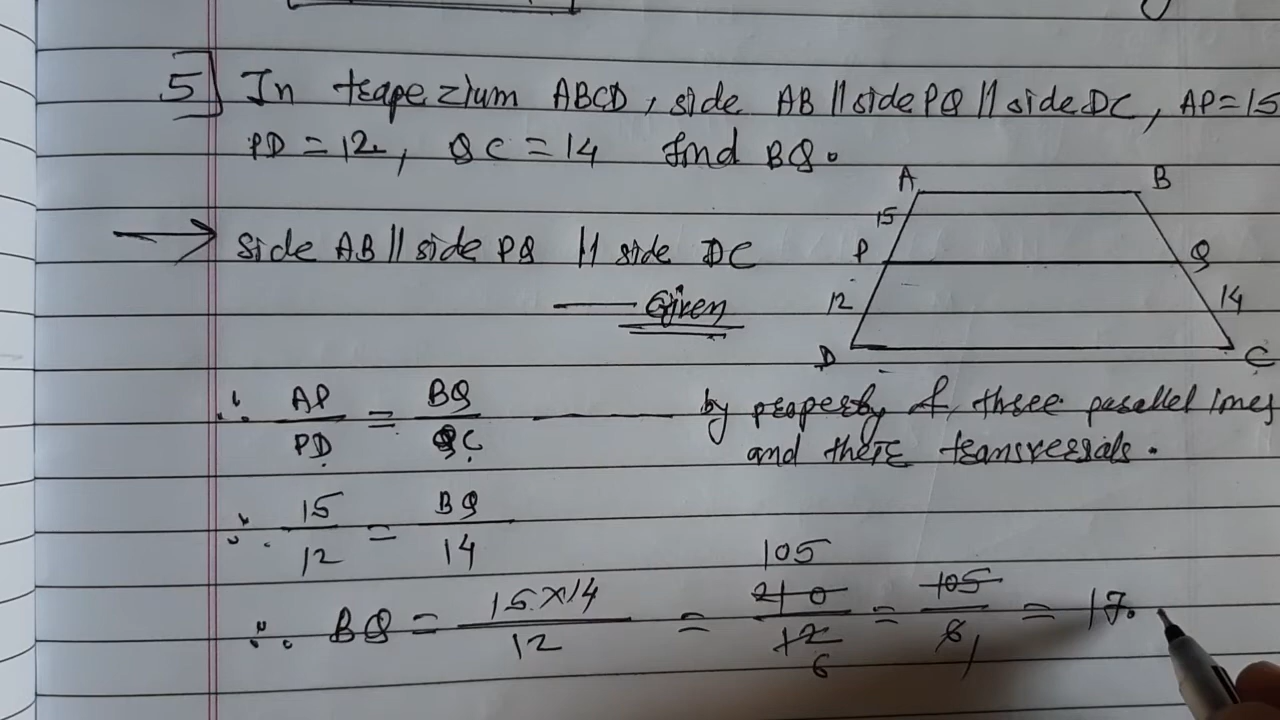 5] In trapezium ABCD, side AB || side PQ || side DC, AP=15
PD = 12, QC = 14 find BQ.
A B
15
side AB || side PQ || side DC
P Q
12 14
Given
D C
∴ AP/PD = BQ/QC by property of three parallel lines
and there transversals.
∴ 15/12 = BQ/14
105
∴ BQ = 15×14/12 = 210/12 = 105/6 = 17.
6 1